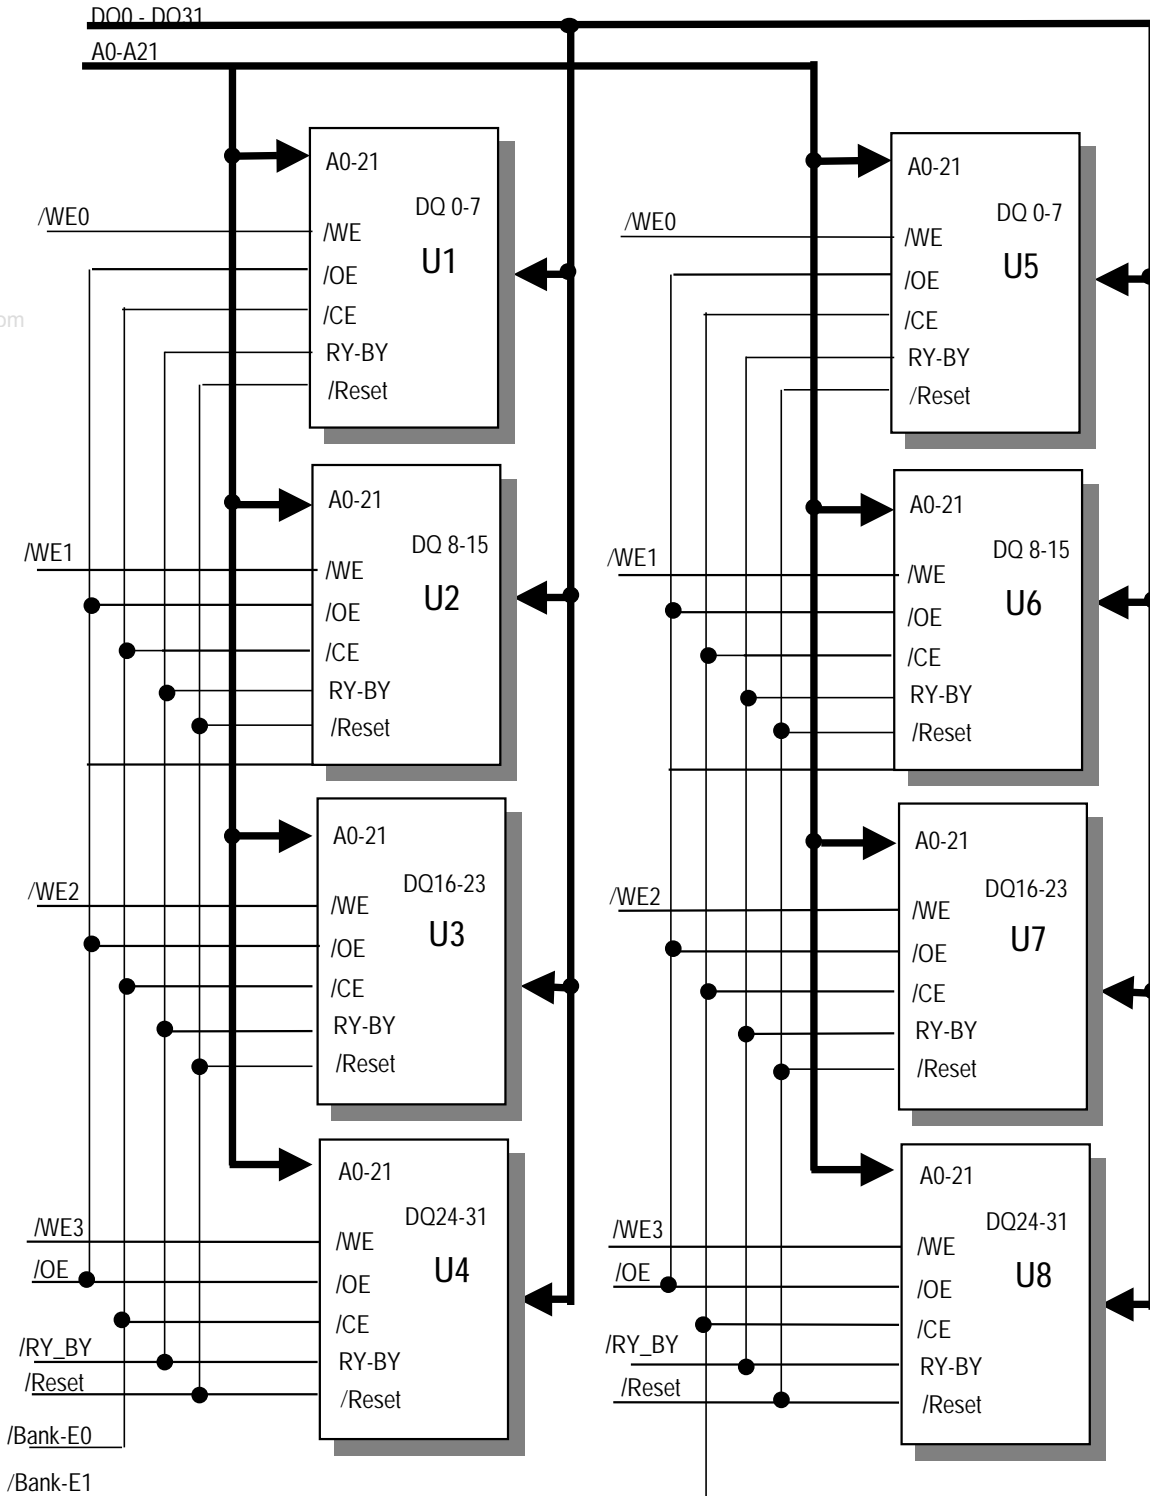 DQ0 - DQ31
A0-A21
A0-21
DQ 0-7
/WE0
/WE
U1
/OE
/CE
RY-BY
/Reset
om
A0-21
DQ 8-15
/WE1
/WE
U2
/OE
/CE
RY-BY
/Reset
A0-21
DQ16-23
/WE2
/WE
U3
/OE
/CE
RY-BY
/Reset
A0-21
DQ24-31
/WE3
/WE
U4
/OE
/OE
/CE
/RY_BY
RY-BY
/Reset
/Reset
/Bank-E0
/Bank-E1
A0-21
DQ 0-7
/WE0
/WE
U5
/OE
/CE
RY-BY
/Reset
A0-21
DQ 8-15
/WE1
/WE
U6
/OE
/CE
RY-BY
/Reset
A0-21
DQ16-23
/WE2
/WE
U7
/OE
/CE
RY-BY
/Reset
A0-21
DQ24-31
/WE3
/WE
U8
/OE
/OE
/CE
/RY_BY
RY-BY
/Reset
/Reset